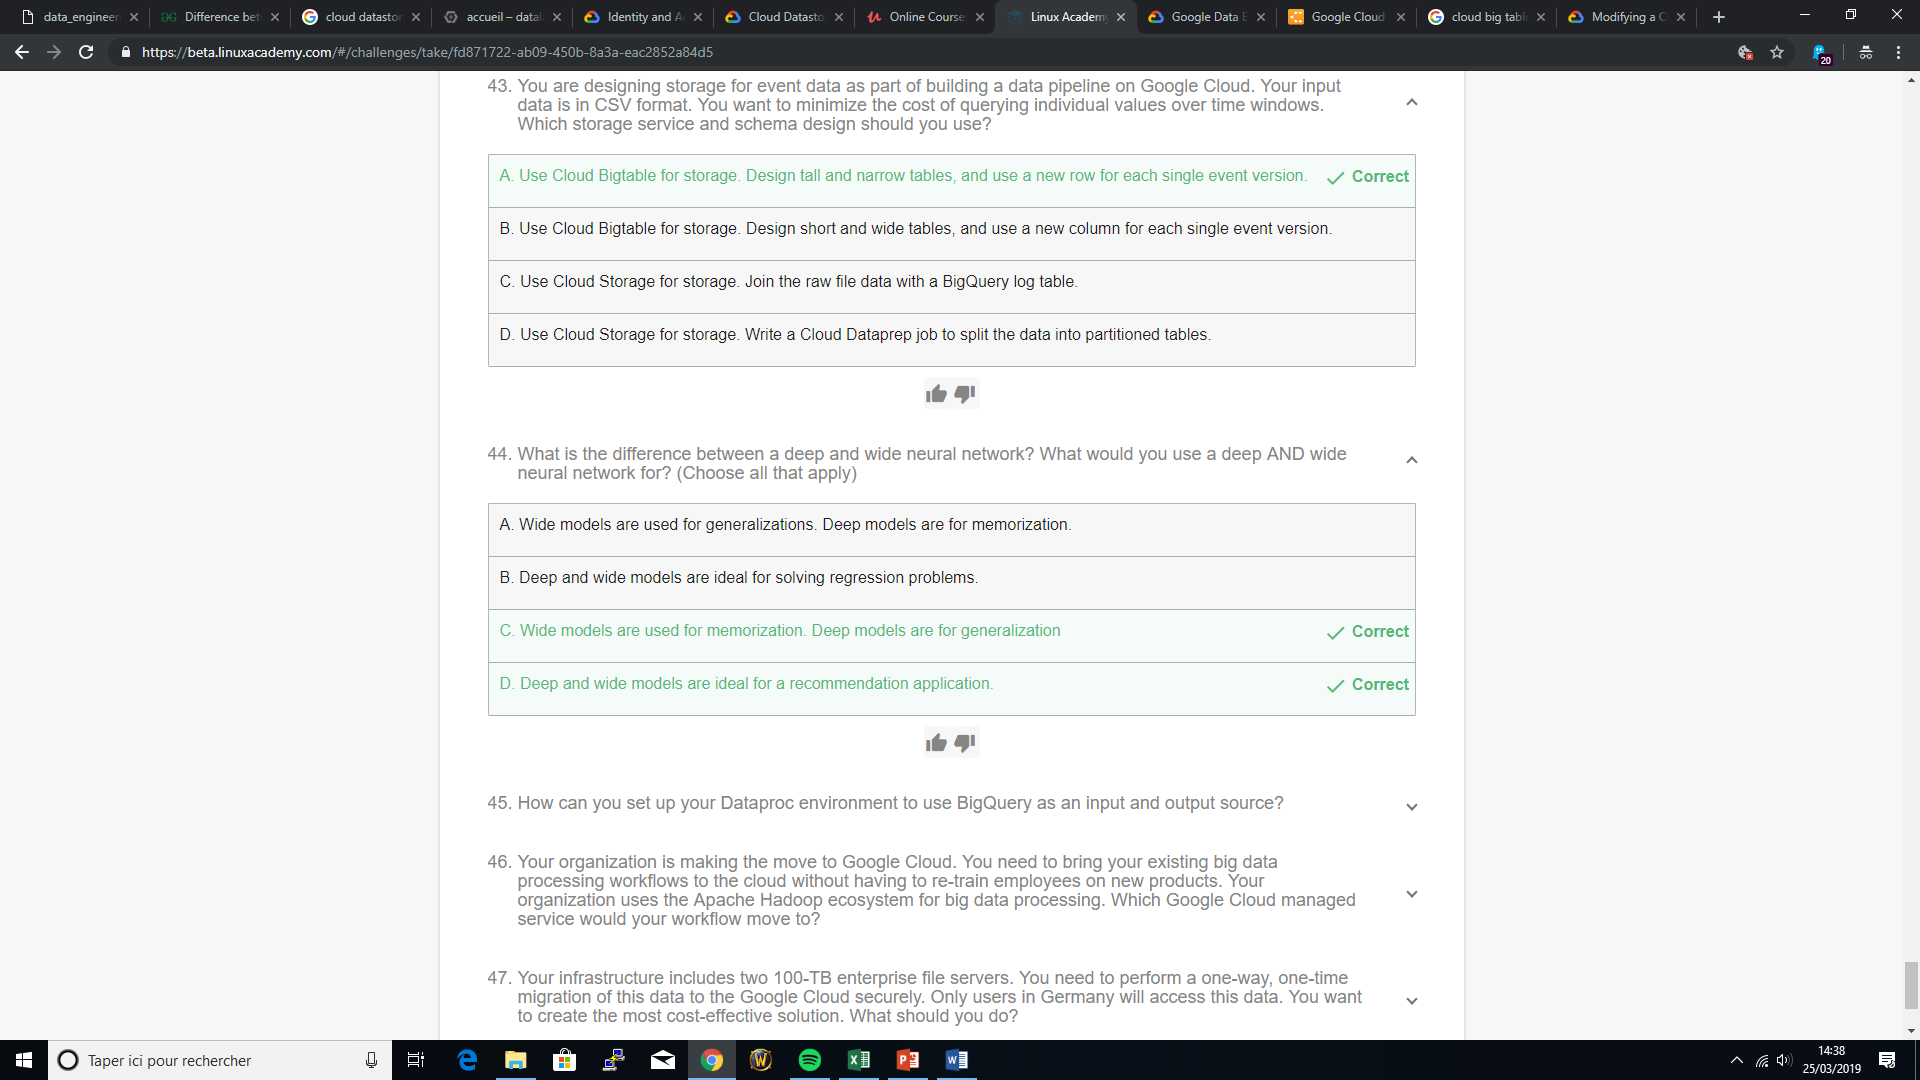 data_engineer
Difference bet
cloud datastor
accueil – datal
Identity and A
Cloud Datasto
Online Course
Linux Academy
Google Data E
Google Cloud
cloud big tabl
Modifying a C
https://beta.linuxacademy.com/#/challenges/take/fd871722-ab09-450b-8a3a-eac2852a84d5
20
43. You are designing storage for event data as part of building a data pipeline on Google Cloud. Your input
data is in CSV format. You want to minimize the cost of querying individual values over time windows.
Which storage service and schema design should you use?
A. Use Cloud Bigtable for storage. Design tall and narrow tables, and use a new row for each single event version.
Correct
B. Use Cloud Bigtable for storage. Design short and wide tables, and use a new column for each single event version.
C. Use Cloud Storage for storage. Join the raw file data with a BigQuery log table.
D. Use Cloud Storage for storage. Write a Cloud Dataprep job to split the data into partitioned tables.
44. What is the difference between a deep and wide neural network? What would you use a deep AND wide
neural network for? (Choose all that apply)
A. Wide models are used for generalizations. Deep models are for memorization.
B. Deep and wide models are ideal for solving regression problems.
C. Wide models are used for memorization. Deep models are for generalization
Correct
D. Deep and wide models are ideal for a recommendation application.
Correct
45. How can you set up your Dataproc environment to use BigQuery as an input and output source?
46. Your organization is making the move to Google Cloud. You need to bring your existing big data
processing workflows to the cloud without having to re-train employees on new products. Your
organization uses the Apache Hadoop ecosystem for big data processing. Which Google Cloud managed
service would your workflow move to?
47. Your infrastructure includes two 100-TB enterprise file servers. You need to perform a one-way, one-time
migration of this data to the Google Cloud securely. Only users in Germany will access this data. You want
to create the most cost-effective solution. What should you do?
Taper ici pour rechercher
14:38
25/03/2019